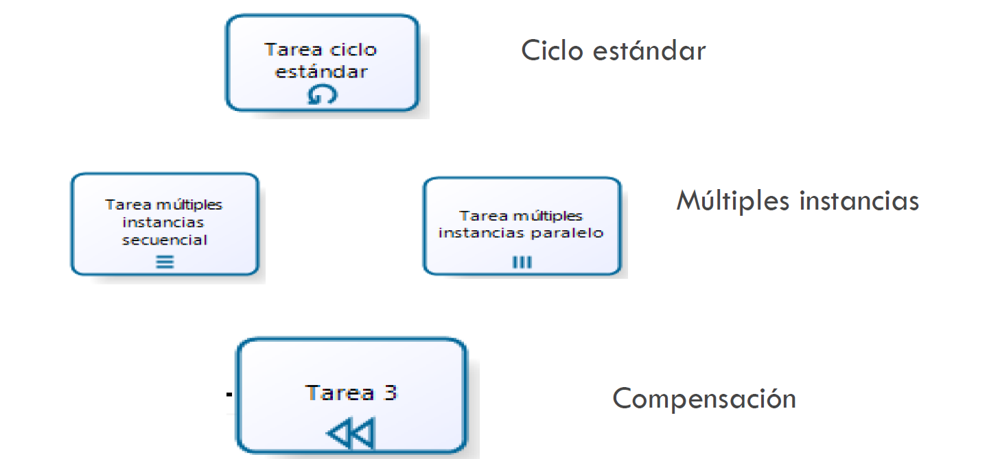 Tarea ciclo
estándar
Ciclo estándar
Tarea múltiples
instancias
secuencial
Tarea múltiples
instancias paralelo
Múltiples instancias
Tarea 3
Compensación